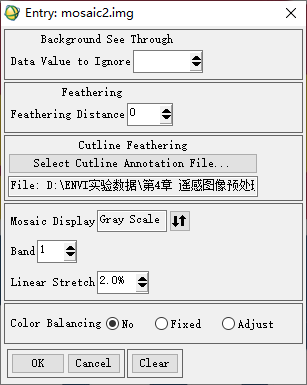 Entry: mosaic2.img
Background See Through
Data Value to Ignore
Feathering
Feathering Distance 0
Cutline Feathering
Select Cutline Annotation File...
File: D:\ENVI实验数据\第4章 遥感图像预处理
Mosaic Display Gray Scale
Band 1
Linear Stretch 2.0%
Color Balancing No Fixed Adjust
OK Cancel Clear